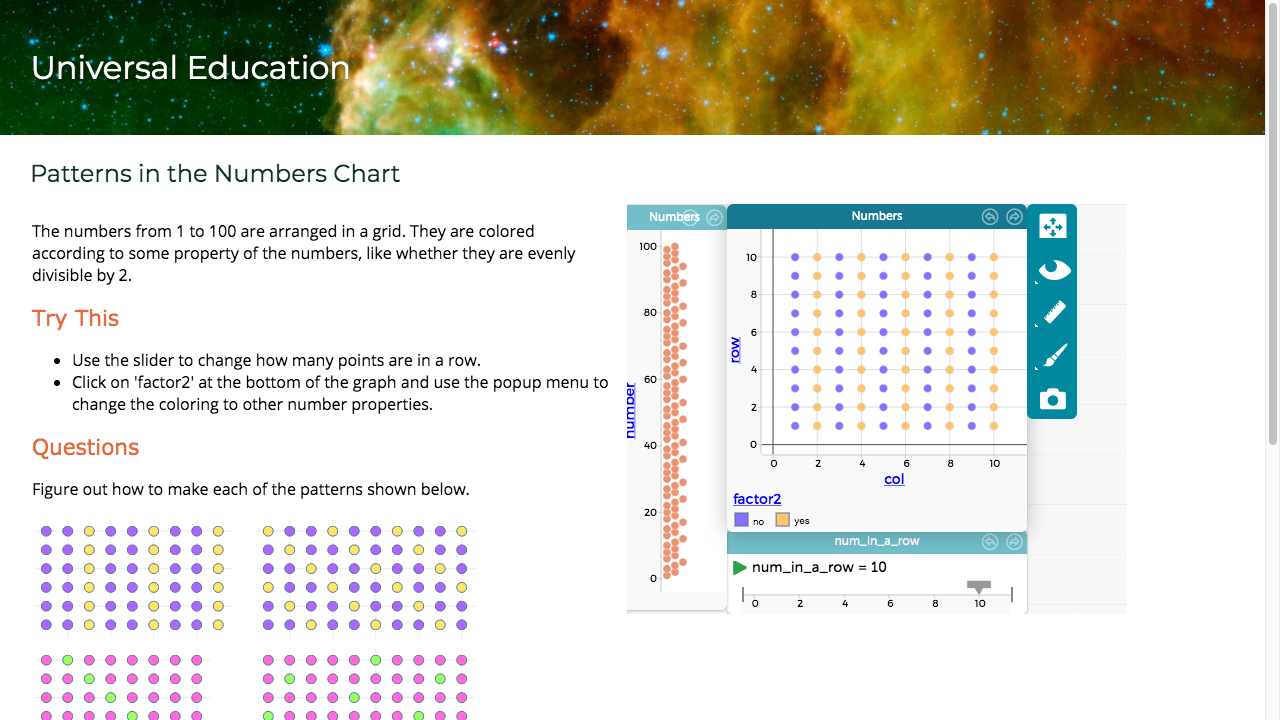 Universal Education
Patterns in the Numbers Chart
The numbers from 1 to 100 are arranged in a grid. They are colored
according to some property of the numbers, like whether they are evenly
divisible by 2.
Try This
Use the slider to change how many points are in a row.
Click on 'factor2' at the bottom of the graph and use the popup menu to
change the coloring to other number properties.
Questions
Figure out how to make each of the patterns shown below.
Numbers
100
80
60
40
20
0
number
Numbers
10
8
6
4
2
0
row
0 2 4 6 8 10
col
factor2
no yes
num_in_a_row
num_in_a_row = 10
0 2 4 6 8 10